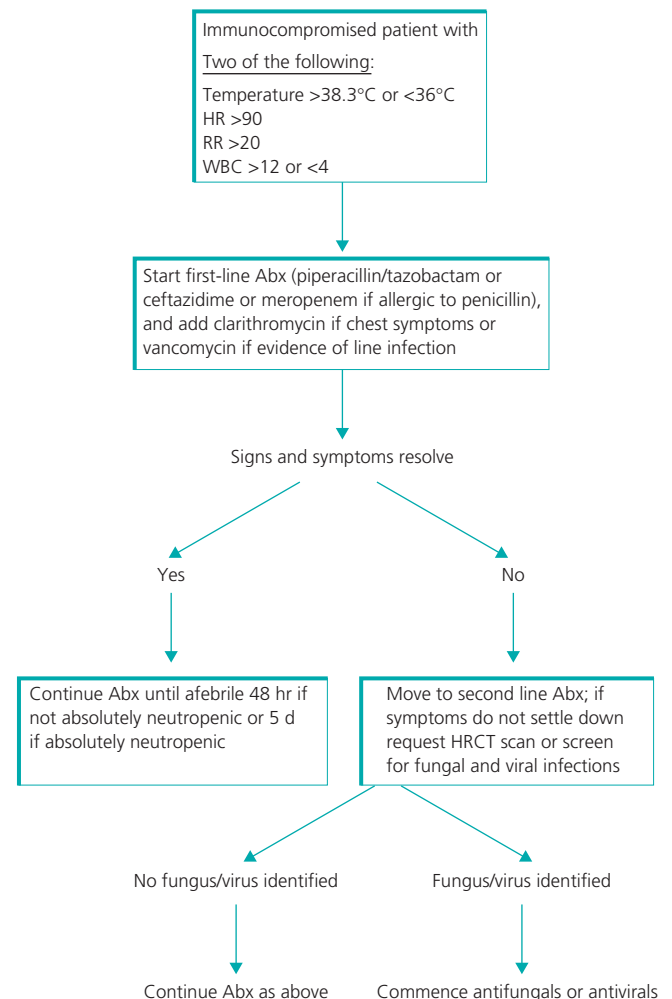 Immunocompromised patient with
Two of the following:
Temperature >38.3°C or <36°C
HR >90
RR >20
WBC >12 or <4
Start first-line Abx (piperacillin/tazobactam or
ceftazidime or meropenem if allergic to penicillin),
and add clarithromycin if chest symptoms or
vancomycin if evidence of line infection
Signs and symptoms resolve
Yes
No
Continue Abx until afebrile 48 hr if
not absolutely neutropenic or 5 d
if absolutely neutropenic
Move to second line Abx; if
symptoms do not settle down
request HRCT scan or screen
for fungal and viral infections
No fungus/virus identified
Fungus/virus identified
Continue Abx as above
Commence antifungals or antivirals